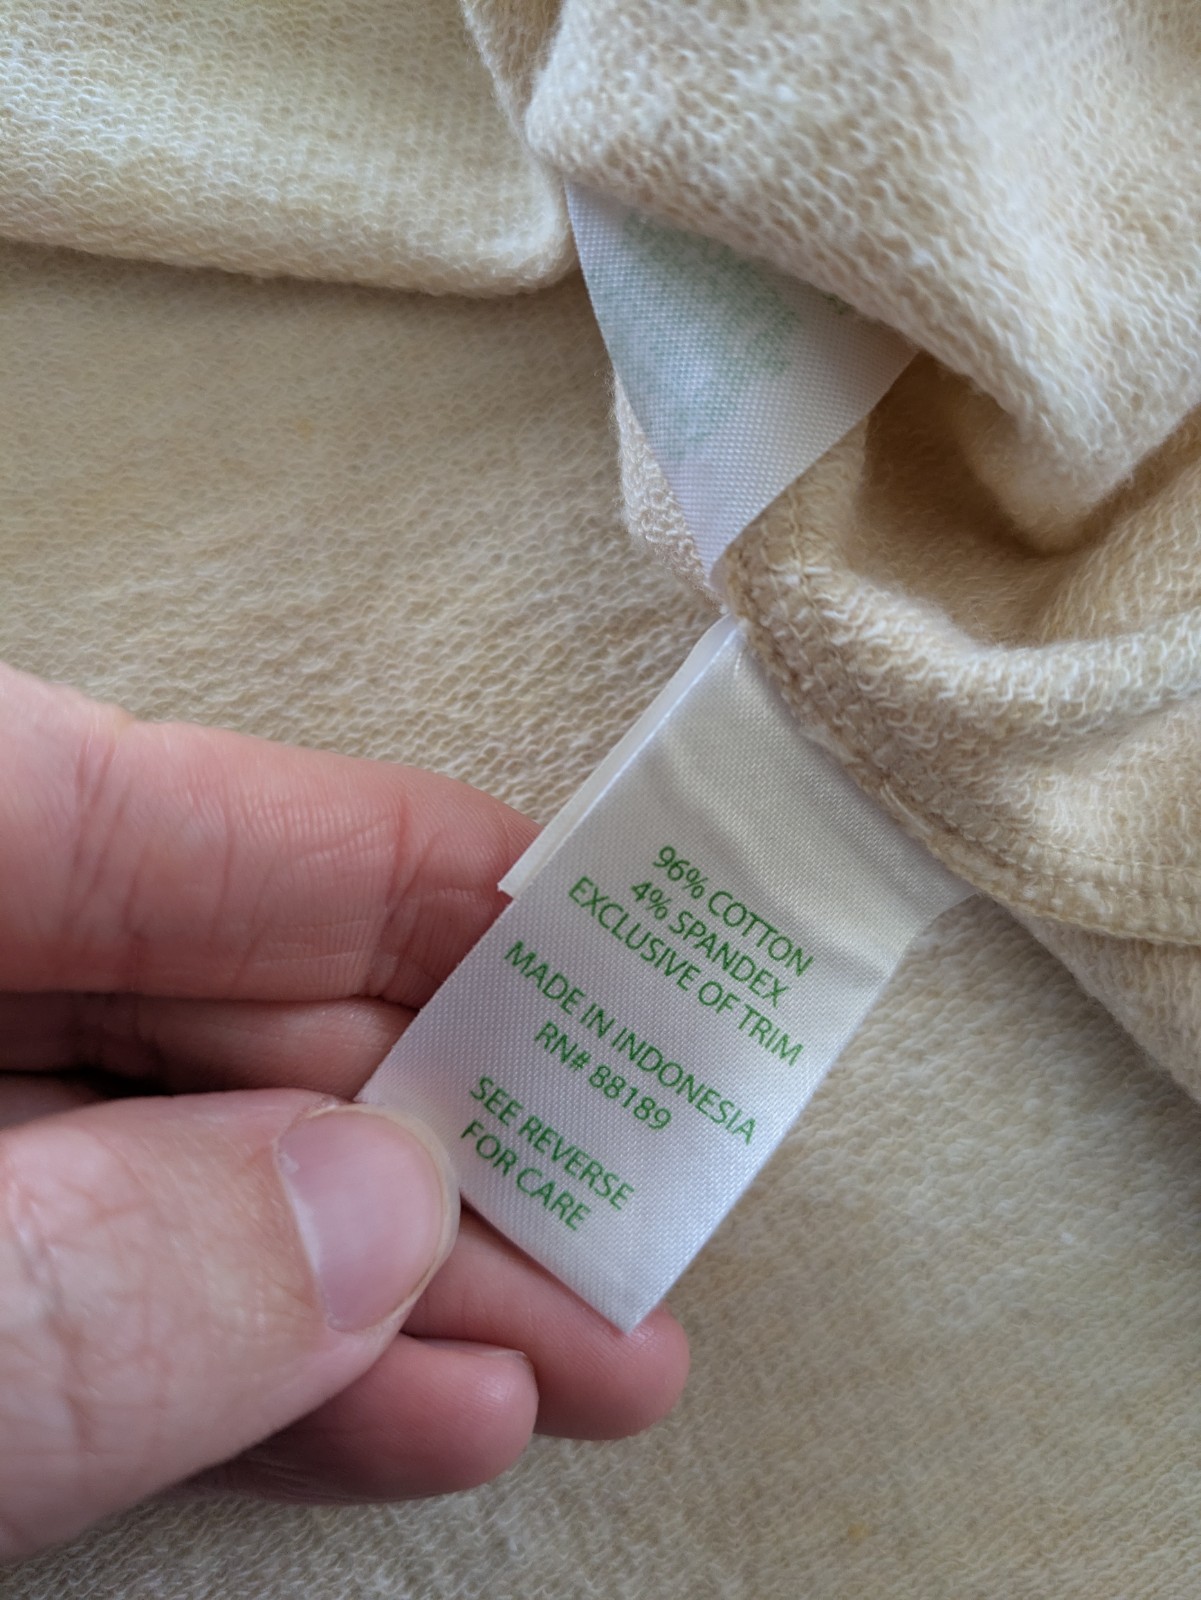 96% COTTON
4% SPANDEX
EXCLUSIVE OF TRIM
MADE IN INDONESIA
RN# 88189
SEE REVERSE
FOR CARE